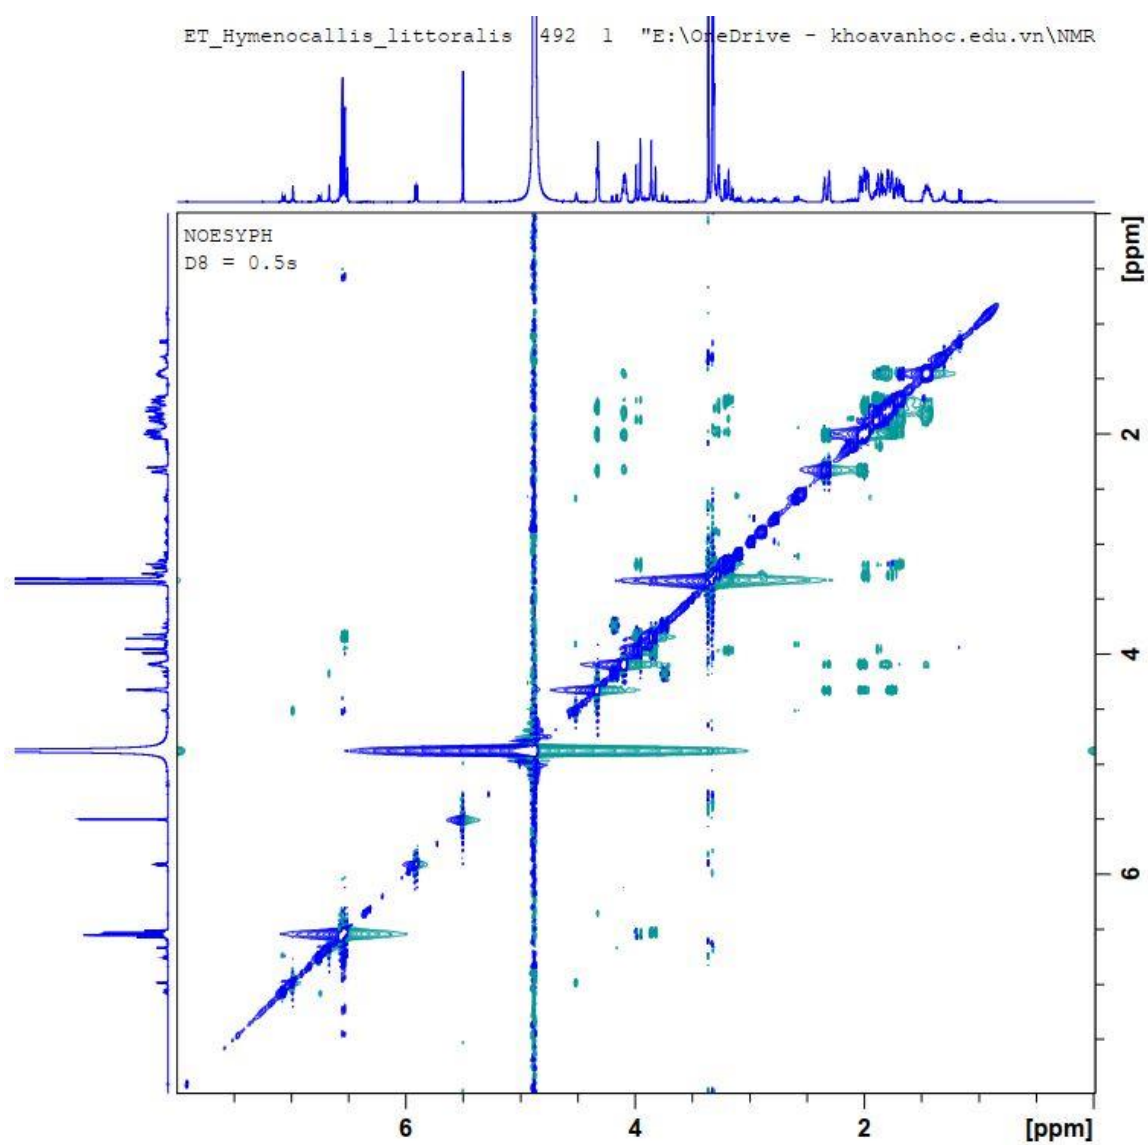 ET_Hymenocallis_littoralis 492 1 "E:\OneDrive - khoavanhoc.edu.vn\NMR
NOESYPH
D8 = 0.5s
[ppm]
2
4
6
6 4 2 [ppm]